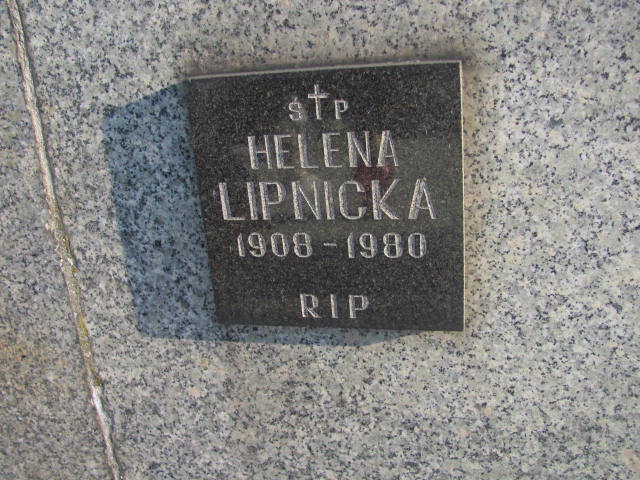 Ś†P
HELENA
LIPNICKA
1908 - 1980
RIP